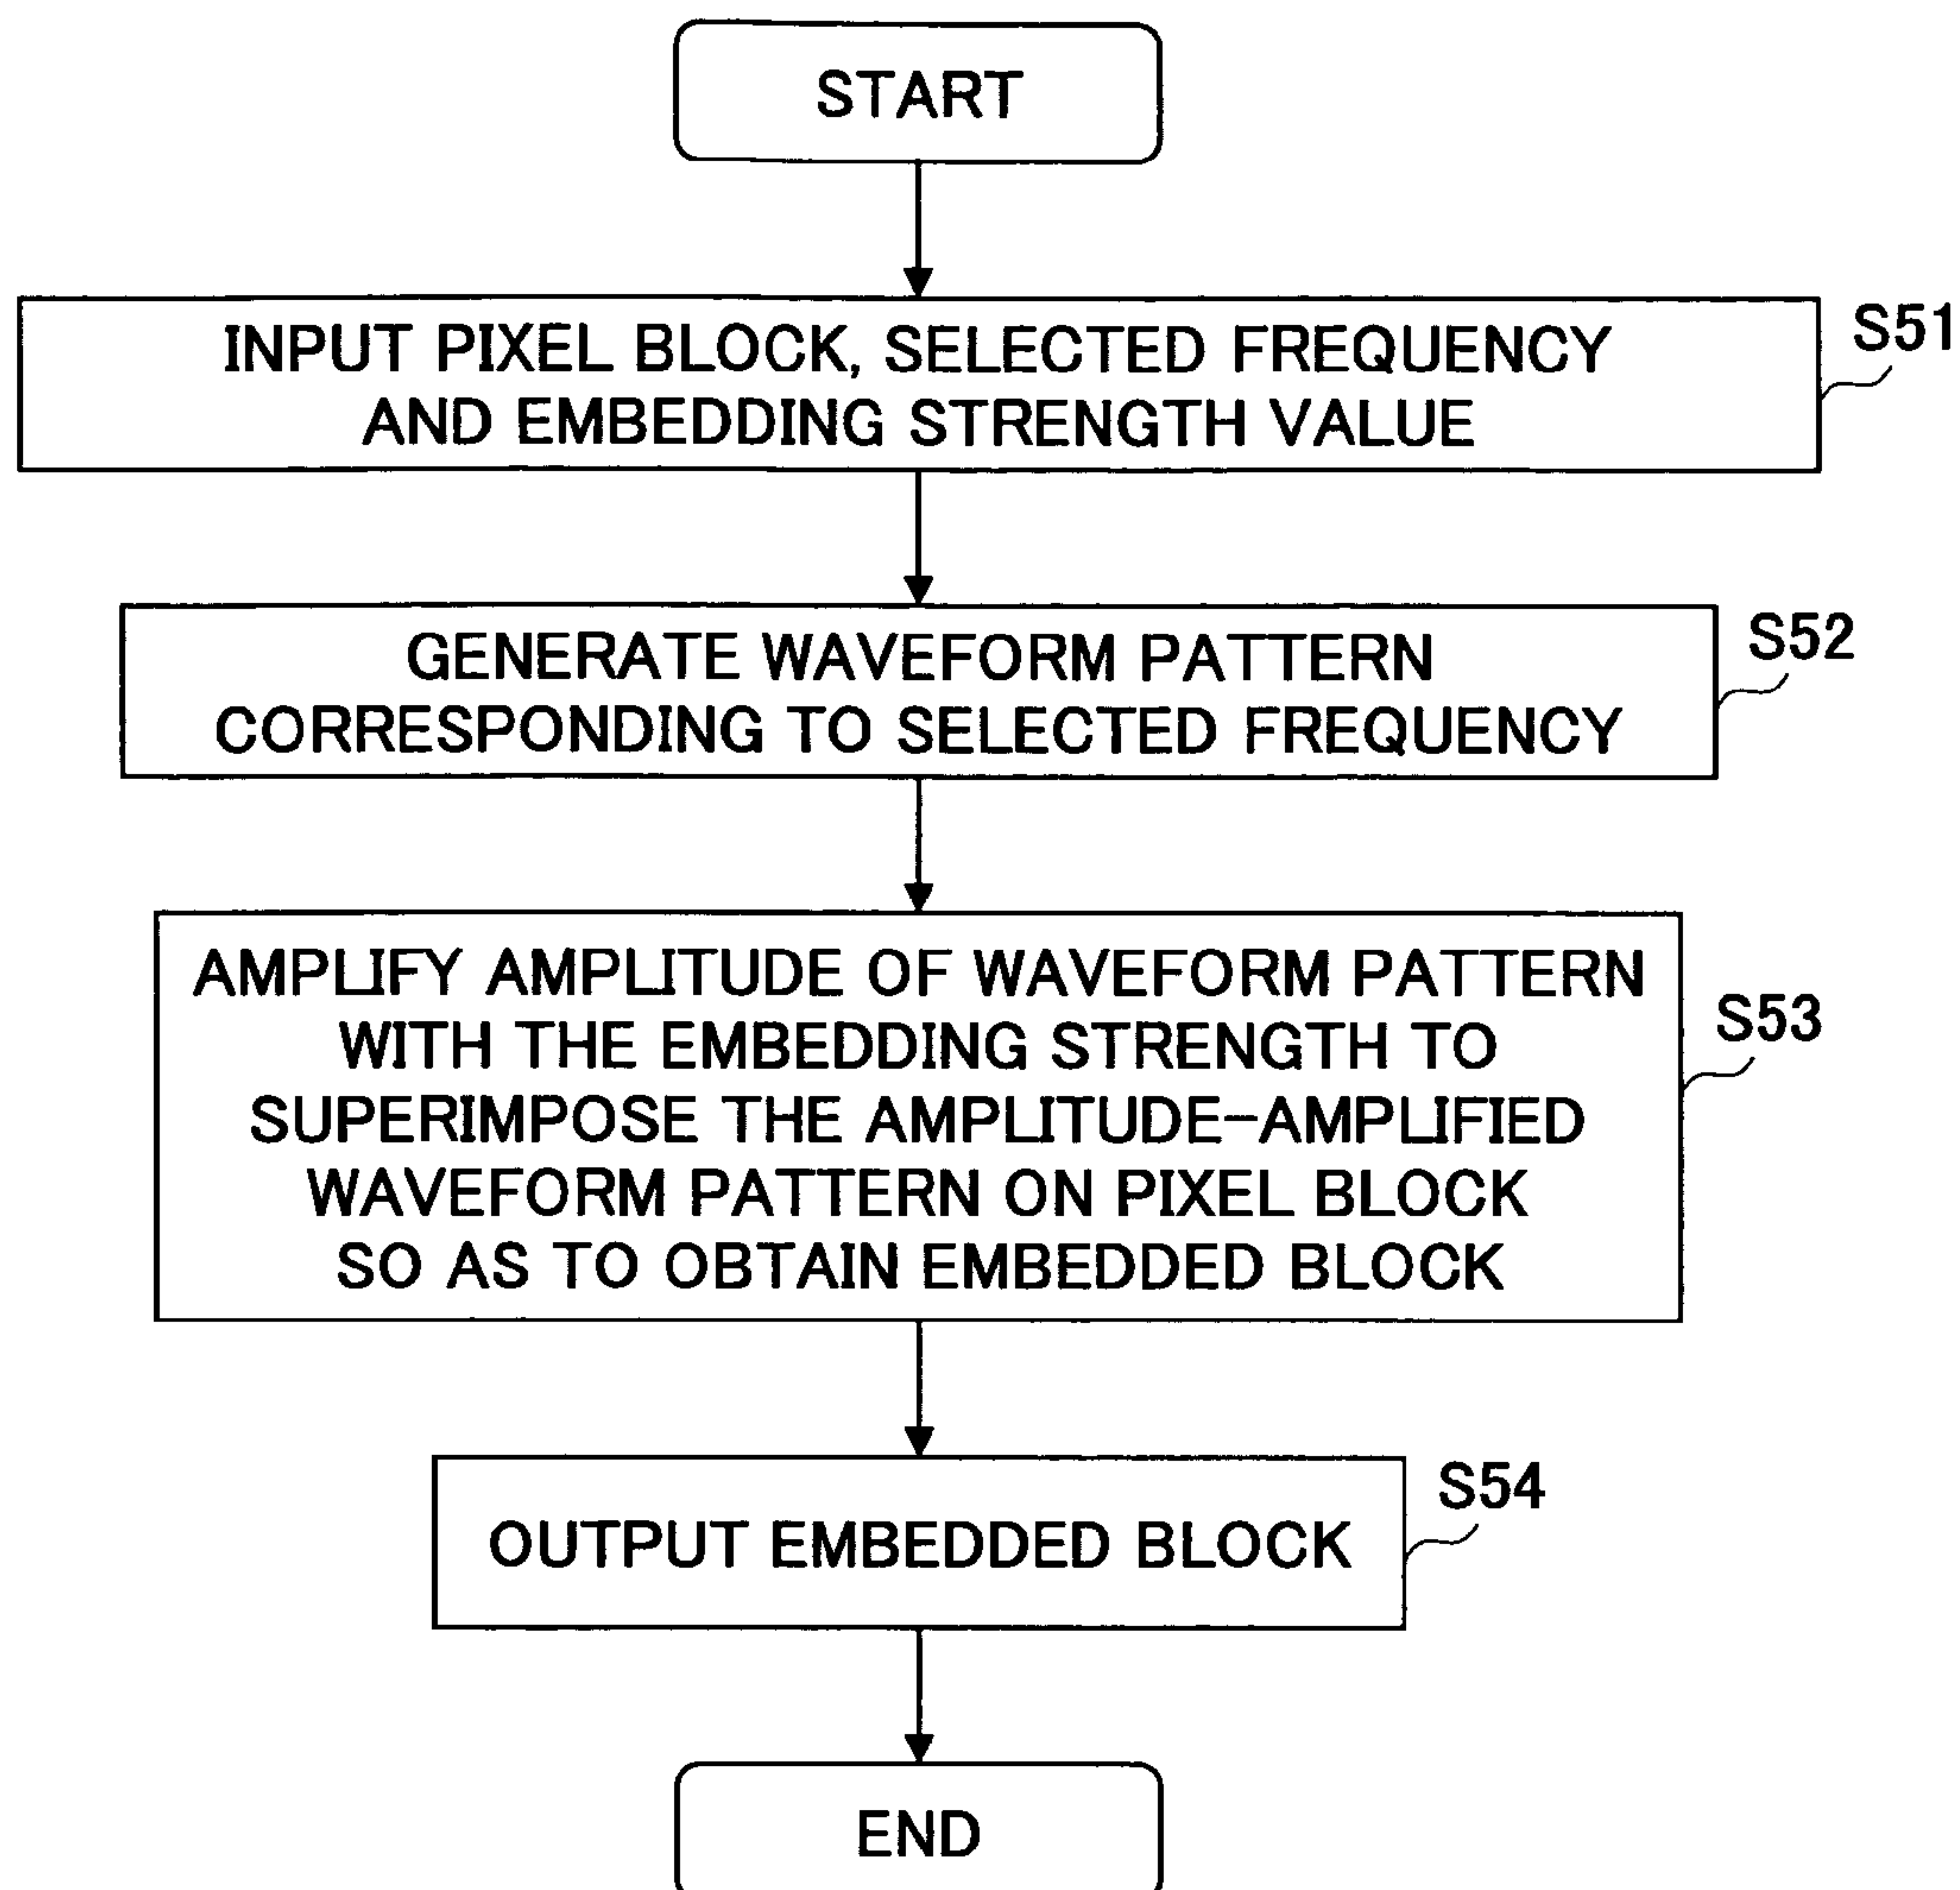 START
INPUT PIXEL BLOCK, SELECTED FREQUENCY
AND EMBEDDING STRENGTH VALUE
S51
GENERATE WAVEFORM PATTERN
CORRESPONDING TO SELECTED FREQUENCY
S52
AMPLIFY AMPLITUDE OF WAVEFORM PATTERN
WITH THE EMBEDDING STRENGTH TO
SUPERIMPOSE THE AMPLITUDE-AMPLIFIED
WAVEFORM PATTERN ON PIXEL BLOCK
SO AS TO OBTAIN EMBEDDED BLOCK
S53
OUTPUT EMBEDDED BLOCK
S54
END